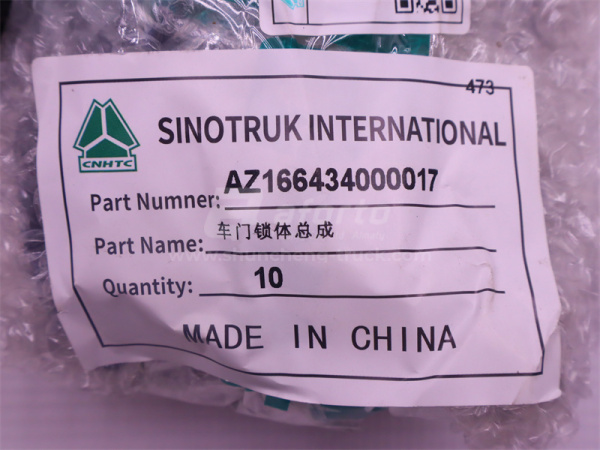 473
CNHTC
SINOTRUK INTERNATIONAL
Part Numner: AZ166434000017
Part Name: 车门锁体总成
Quantity: 10
MADE IN CHINA